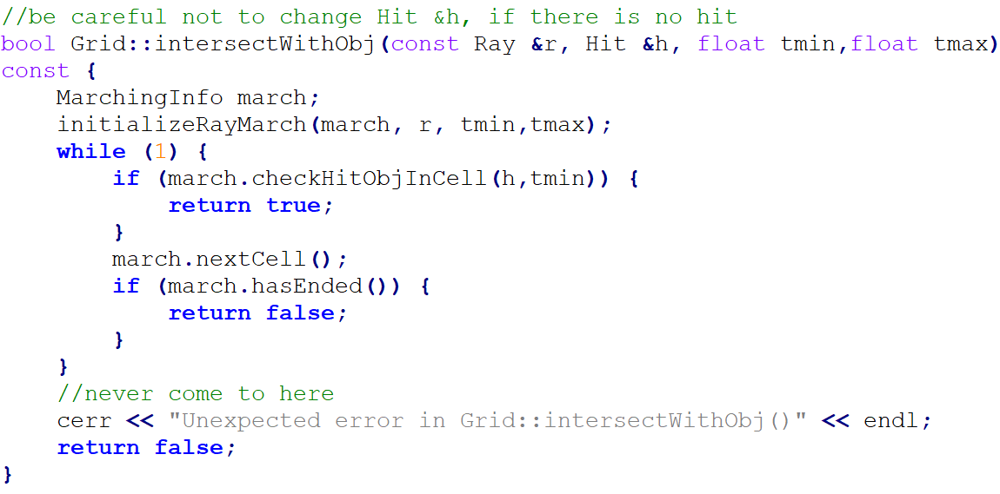 //be careful not to change Hit &h, if there is no hit
bool Grid::intersectWithObj(const Ray &r, Hit &h, float tmin,float tmax)
const {
    MarchingInfo march;
    initializeRayMarch(march, r, tmin,tmax);
    while (1) {
        if (march.checkHitObjInCell(h,tmin)) {
            return true;
        }
        march.nextCell();
        if (march.hasEnded()) {
            return false;
        }
    }
    //never come to here
    cerr << "Unexpected error in Grid::intersectWithObj()" << endl;
    return false;
}